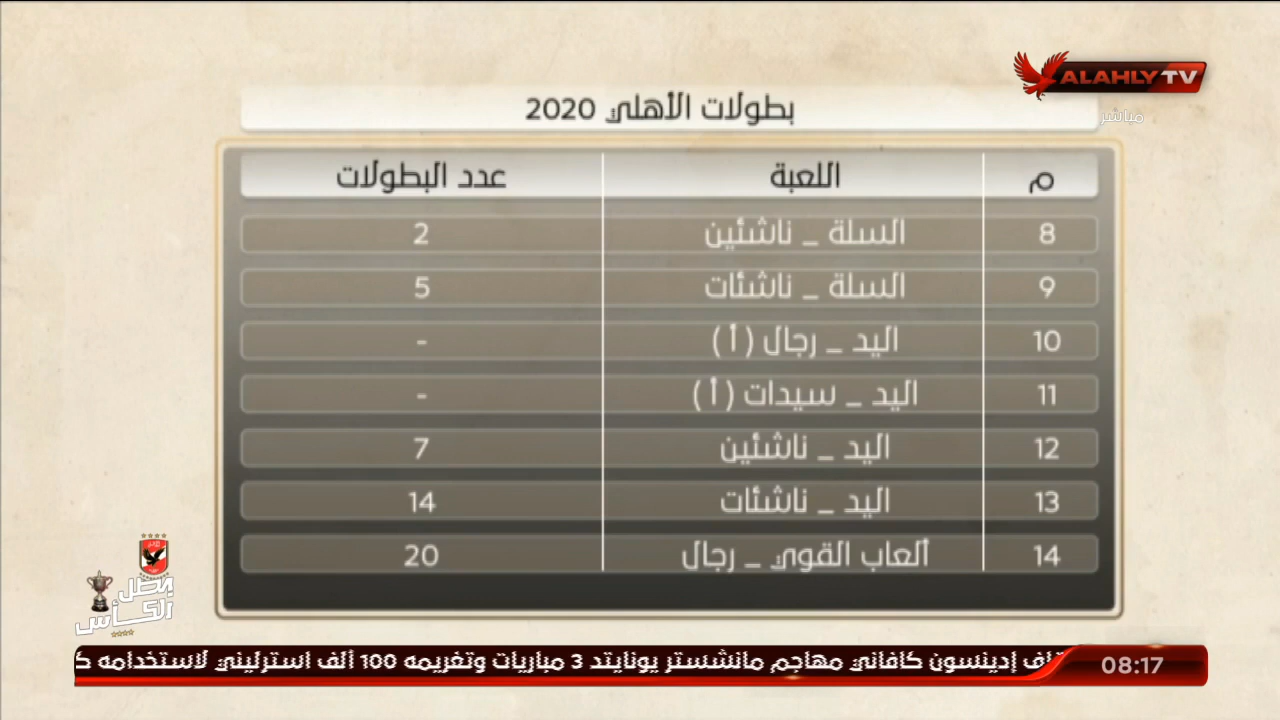 ALAHLY TV
مباشر
بطولات الأهلي 2020
م اللعبة عدد البطولات
8 السلة _ ناشئين 2
9 السلة _ ناشئات 5
10 اليد _ رجال (أ) -
11 اليد _ سيدات (أ) -
12 اليد _ ناشئين 7
13 اليد _ ناشئات 14
14 ألعاب القوي _ رجال 20
بطل
الكأس
08:17 إدينسون كافاني مهاجم مانشستر يونايتد 3 مباريات وتغريمه 100 ألف استرليني لاستخدامه